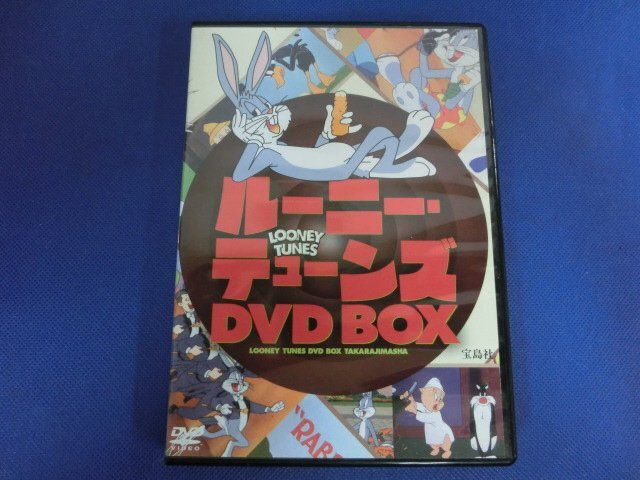 ルーニー・
LOONEY
TUNES
テューンズ
DVD BOX
LOONEY TUNES DVD BOX TAKARAJIMASHA
宝島社
"RABB
DVD
VIDEO